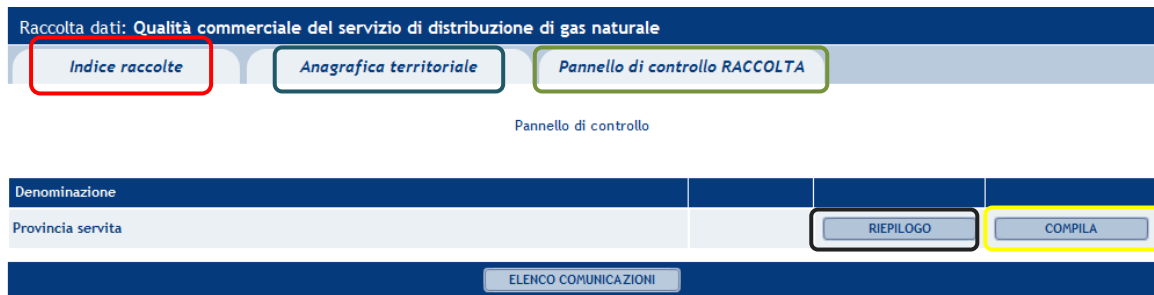 Raccolta dati: Qualità commerciale del servizio di distribuzione di gas naturale
Indice raccolte Anagrafica territoriale Pannello di controllo RACCOLTA
Pannello di controllo
Denominazione
Provincia servita RIEPILOGO COMPILA
ELENCO COMUNICAZIONI